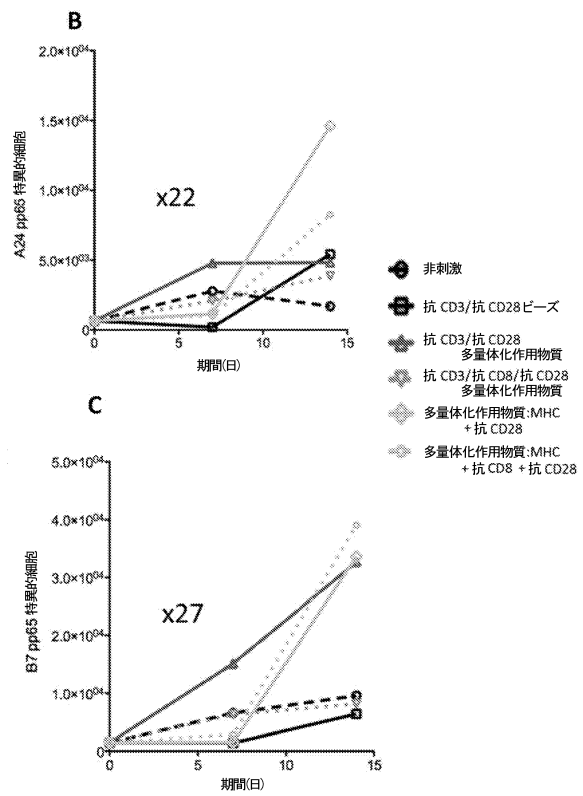 B
2.0×10⁰⁴
1.5×10⁰⁴
1.0×10⁰⁴
5.0×10⁰³
0
A24 pp65 特異的細胞
x22
0 5 10 15
期間(日)
非刺激
抗 CD3/抗 CD28 ビーズ
抗 CD3/抗 CD28
多量体化作用物質
抗 CD3/抗 CD8/抗 CD28
多量体化作用物質
多量体化作用物質:MHC
+ 抗 CD28
多量体化作用物質:MHC
+ 抗 CD8 + 抗 CD28
C
5.0×10⁰⁴
4.0×10⁰⁴
3.0×10⁰⁴
2.0×10⁰⁴
1.0×10⁰⁴
0
B7 pp65 特異的細胞
x27
0 5 10 15
期間(日)